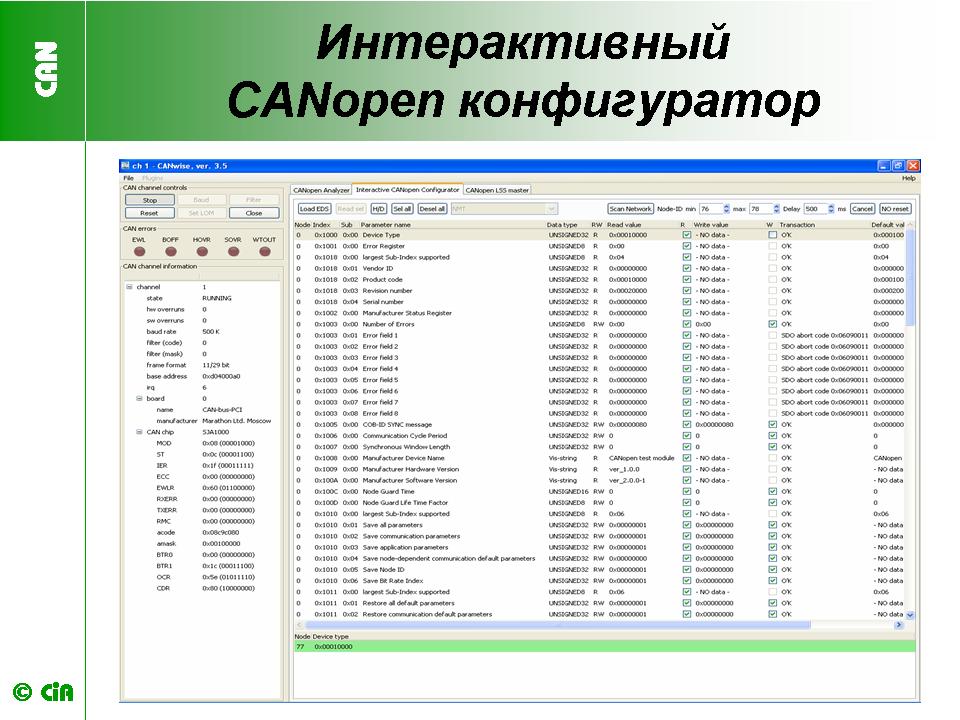 CAN
Интерактивный
CANopen конфигуратор
ch 1 - CANwise, ver. 3.5
File Plugins Help
CAN channel controls
Stop Baud Filter
Reset Set LOM Close
CAN errors
EWL BOFF HOVR SOVR WTOUT
CAN channel information
channel 1
state RUNNING
hw overruns 0
sw overruns 0
baud rate 500 K
filter (code) 0
filter (mask) 0
frame format 11/29 bit
base address 0xd04000a0
irq 6
board 0
name CAN-bus-PCI
manufacturer Marathon Ltd. Moscow
CAN chip SJA1000
MOD 0x08 (00001000)
ST 0x0c (00001100)
IER 0x1f (00011111)
ECC 0x00 (00000000)
EWLR 0x60 (01100000)
RXERR 0x00 (00000000)
TXERR 0x00 (00000000)
RMC 0x00 (00000000)
acode 0x08c9c080
amask 0x00100000
BTR0 0x00 (00000000)
BTR1 0x1c (00011100)
OCR 0x5e (01011110)
CDR 0x80 (10000000)
CANopen Analyzer Interactive CANopen Configurator CANopen LSS master
Load EDS Read sel H/D Sel all Desel all NMT Scan Network Node-ID min 76 max 78 Delay 500 ms Cancel NO reset
Node Index Sub Parameter name Data type RW Read value R Write value W Transaction Default val
0 0x1000 0x00 Device Type UNSIGNED32 R 0x00010000 - NO data - O'K 0x000100
0 0x1001 0x00 Error Register UNSIGNED8 R 0x00 - NO data - O'K 0x00
0 0x1018 0x00 largest Sub-Index supported UNSIGNED8 R 0x04 - NO data - O'K 0x04
0 0x1018 0x01 Vendor ID UNSIGNED32 R 0x00000000 - NO data - O'K 0x000000
0 0x1018 0x02 Product code UNSIGNED32 R 0x00010000 - NO data - O'K 0x000100
0 0x1018 0x03 Revision number UNSIGNED32 R 0x00020000 - NO data - O'K 0x000200
0 0x1018 0x04 Serial number UNSIGNED32 R 0x00000000 - NO data - O'K 0x000000
0 0x1002 0x00 Manufacturer Status Register UNSIGNED32 R 0x00000000 - NO data - O'K 0x000000
0 0x1003 0x00 Number of Errors UNSIGNED8 RW 0x00 0x00 O'K 0x00
0 0x1003 0x01 Error field 1 UNSIGNED32 R 0x00000000 - NO data - SDO abort code 0x06090011 0x000000
0 0x1003 0x02 Error field 2 UNSIGNED32 R 0x00000000 - NO data - SDO abort code 0x06090011 0x000000
0 0x1003 0x03 Error field 3 UNSIGNED32 R 0x00000000 - NO data - SDO abort code 0x06090011 0x000000
0 0x1003 0x04 Error field 4 UNSIGNED32 R 0x00000000 - NO data - SDO abort code 0x06090011 0x000000
0 0x1003 0x05 Error field 5 UNSIGNED32 R 0x00000000 - NO data - SDO abort code 0x06090011 0x000000
0 0x1003 0x06 Error field 6 UNSIGNED32 R 0x00000000 - NO data - SDO abort code 0x06090011 0x000000
0 0x1003 0x07 Error field 7 UNSIGNED32 R 0x00000000 - NO data - SDO abort code 0x06090011 0x000000
0 0x1003 0x08 Error field 8 UNSIGNED32 R 0x00000000 - NO data - SDO abort code 0x06090011 0x000000
0 0x1005 0x00 COB-ID SYNC message UNSIGNED32 RW 0x00000080 0x00000080 O'K 0x000000
0 0x1006 0x00 Communication Cycle Period UNSIGNED32 RW 0 0 O'K 0
0 0x1007 0x00 Synchronous Window Length UNSIGNED32 RW 0 0 O'K 0
0 0x1008 0x00 Manufacturer Device Name Vis-string R CANopen test module - NO data - O'K CANopen
0 0x1009 0x00 Manufacturer Hardware Version Vis-string R ver_1.0.0 - NO data - O'K - NO data
0 0x100A 0x00 Manufacturer Software Version Vis-string R ver_2.0.0-1 - NO data - O'K - NO data
0 0x100C 0x00 Node Guard Time UNSIGNED16 RW 0 0 O'K 0
0 0x100D 0x00 Node Guard Life Time Factor UNSIGNED8 RW 0 0 O'K 0
0 0x1010 0x00 largest Sub-Index supported UNSIGNED8 R 0x06 - NO data - O'K 0x06
0 0x1010 0x01 Save all parameters UNSIGNED32 RW 0x00000001 0x00000000 O'K - NO data
0 0x1010 0x02 Save communication parameters UNSIGNED32 RW 0x00000001 0x00000000 O'K - NO data
0 0x1010 0x03 Save application parameters UNSIGNED32 RW 0x00000001 0x00000000 O'K - NO data
0 0x1010 0x04 Save node-dependent communication default parameters UNSIGNED32 RW 0x00000001 0x00000000 O'K - NO data
0 0x1010 0x05 Save Node ID UNSIGNED32 RW 0x00000001 0x00000000 O'K - NO data
0 0x1010 0x06 Save Bit Rate Index UNSIGNED32 RW 0x00000001 0x00000000 O'K - NO data
0 0x1011 0x00 largest Sub-Index supported UNSIGNED8 R 0x06 - NO data - O'K 0x06
0 0x1011 0x01 Restore all default parameters UNSIGNED32 RW 0x00000001 0x00000000 O'K - NO data
0 0x1011 0x02 Restore communication default parameters UNSIGNED32 RW 0x00000001 0x00000000 O'K - NO data
Node Device type
77 0x00010000
© CiA